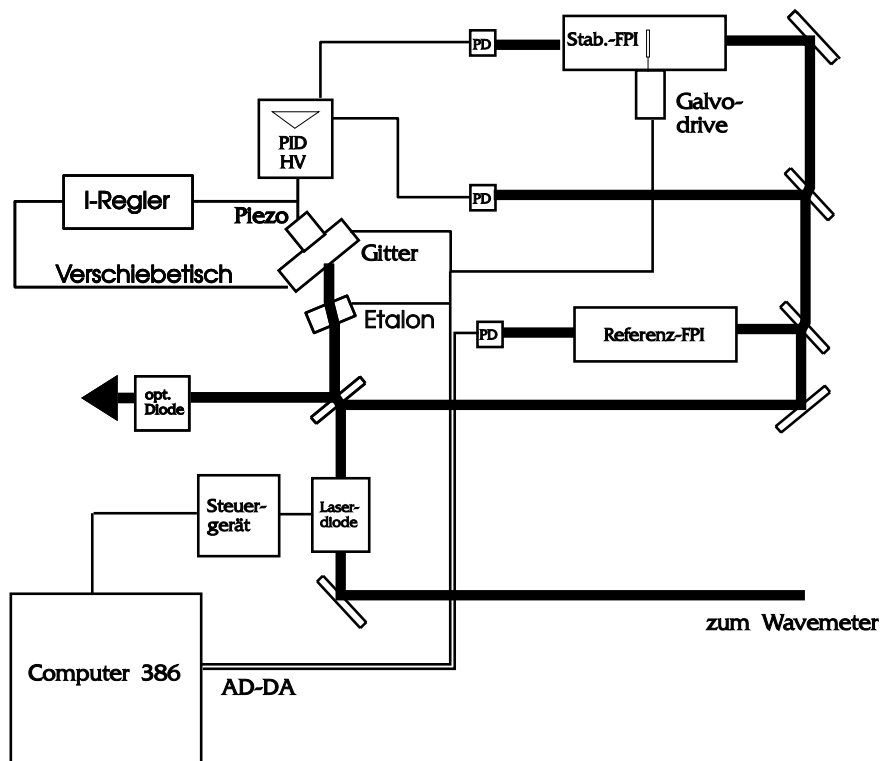 PD
Stab.-FPI
Galvo-
drive
PID
HV
I-Regler
Piezo
PD
Gitter
Verschiebetisch
Etalon
PD
Referenz-FPI
opt.
Diode
Steuer-
gerät
Laser-
diode
zum Wavemeter
Computer 386
AD-DA